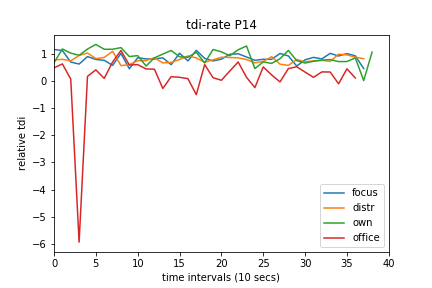 tdi-rate P14
relative tdi
1
0
−1
−2
−3
−4
−5
−6
focus
distr
own
office
0 5 10 15 20 25 30 35 40
time intervals (10 secs)